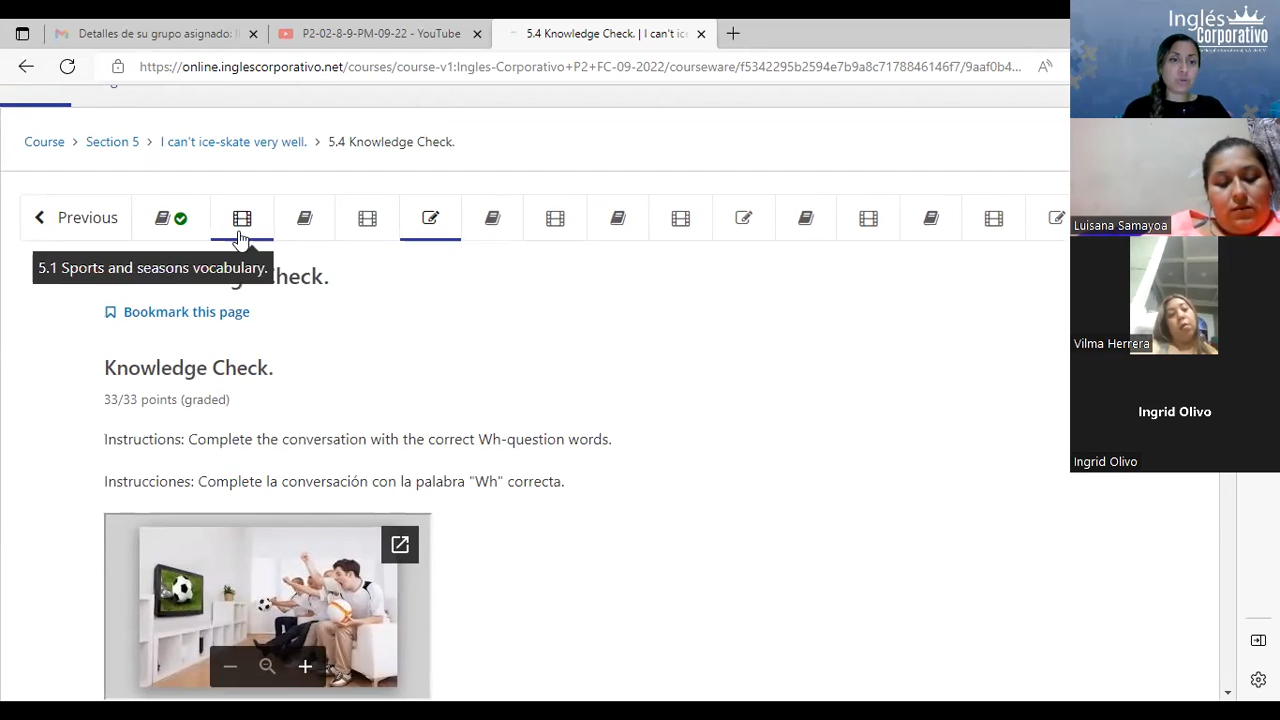 Detalles de su grupo asignado: I
P2-02-8-9-PM-09-22 - YouTube
5.4 Knowledge Check. | I can't ice
https://online.inglescorporativo.net/courses/course-v1:Ingles-Corporativo+P2+FC-09-2022/courseware/f5342295b2594e7b9a8c7178846146f7/9aaf0b4...
Inglés
Corporativo
Course > Section 5 > I can't ice-skate very well. > 5.4 Knowledge Check.
Previous
Luisana Samayoa
5.1 Sports and seasons vocabulary.
Check.
Bookmark this page
Vilma Herrera
Knowledge Check.
33/33 points (graded)
Ingrid Olivo
Instructions: Complete the conversation with the correct Wh-question words.
Ingrid Olivo
Instrucciones: Complete la conversación con la palabra "Wh" correcta.